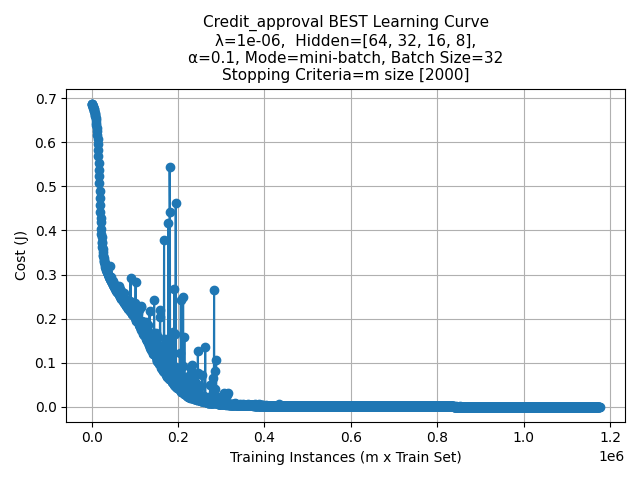 Credit_approval BEST Learning Curve
λ=1e-06,  Hidden=[64, 32, 16, 8],
α=0.1, Mode=mini-batch, Batch Size=32
Stopping Criteria=m size [2000]
0.7
0.6
0.5
0.4
0.3
0.2
0.1
0.0
Cost (J)
0.0 0.2 0.4 0.6 0.8 1.0 1.2
1e6
Training Instances (m x Train Set)